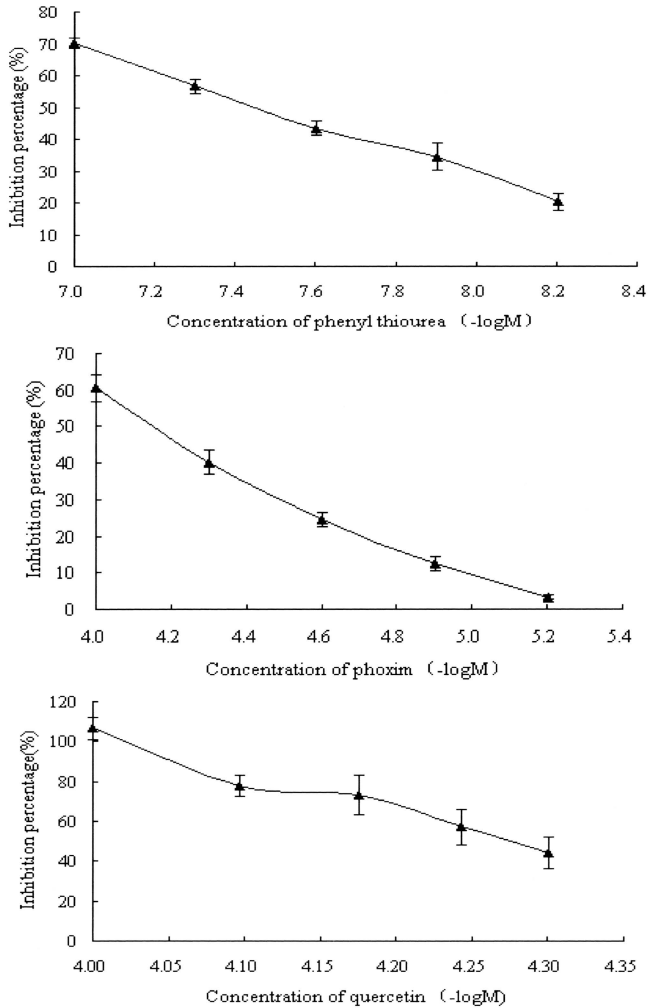 80
70
60
50
40
30
20
10
0
Inhibition percentage (%)
7.0 7.2 7.4 7.6 7.8 8.0 8.2 8.4
Concentration of phenyl thiourea （-logM）
70
60
50
40
30
20
10
0
Inhibition percentage (%)
4.0 4.2 4.4 4.6 4.8 5.0 5.2 5.4
Concentration of phoxim （-logM）
120
100
80
60
40
20
0
Inhibition percentage(%)
4.00 4.05 4.10 4.15 4.20 4.25 4.30 4.35
Concentration of quercetin （-logM)